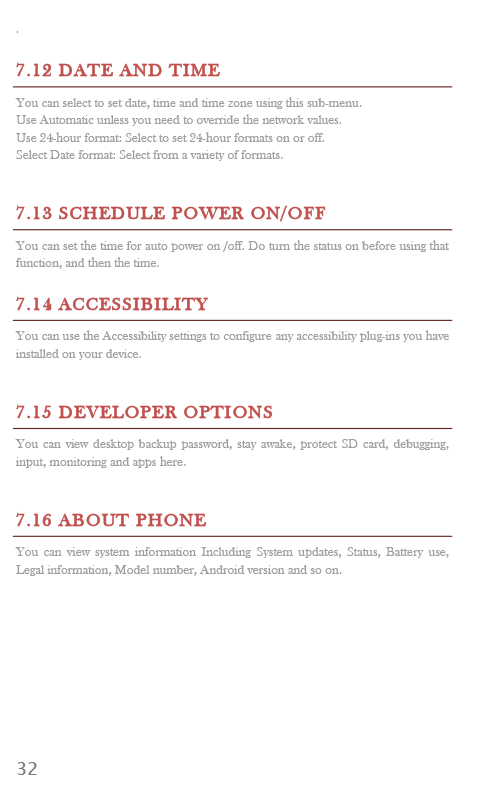 .
7.12 DATE AND TIME
You can select to set date, time and time zone using this sub-menu.
Use Automatic unless you need to override the network values.
Use 24-hour format: Select to set 24-hour formats on or off.
Select Date format: Select from a variety of formats.
7.13 SCHEDULE POWER ON/OFF
You can set the time for auto power on /off. Do turn the status on before using that
function, and then the time.
7.14 ACCESSIBILITY
You can use the Accessibility settings to configure any accessibility plug-ins you have
installed on your device.
7.15 DEVELOPER OPTIONS
You can view desktop backup password, stay awake, protect SD card, debugging,
input, monitoring and apps here.
7.16 ABOUT PHONE
You can view system information Including System updates, Status, Battery use,
Legal information, Model number, Android version and so on.
32